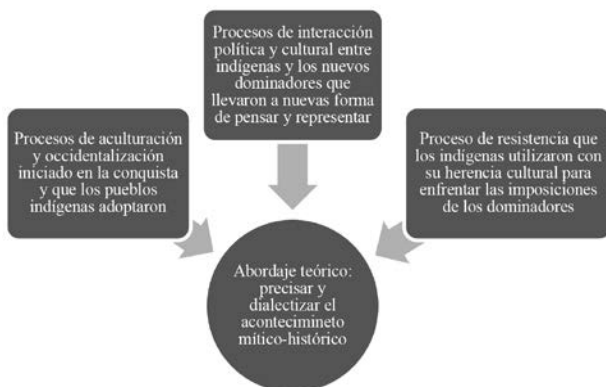 Procesos de interacción
política y cultural entre
indígenas y los nuevos
dominadores que
llevaron a nuevas forma
de pensar y representar
Procesos de aculturación
y occidentalización
iniciado en la conquista
y que los pueblos
indígenas adoptaron
Proceso de resistencia que
los indígenas utilizaron con
su herencia cultural para
enfrentar las imposiciones
de los dominadores
Abordaje teórico:
precisar y
dialectizar el
acontecimineto
mítico-histórico